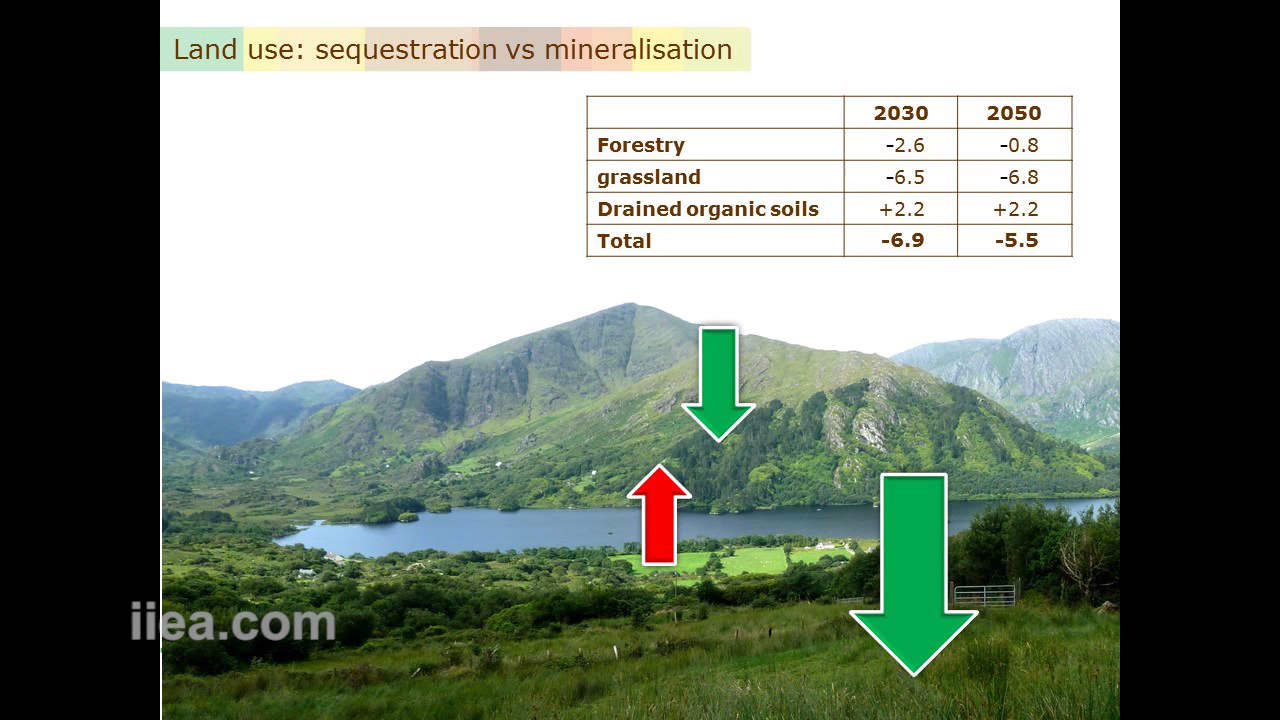 Land use: sequestration vs mineralisation
2030 2050
Forestry -2.6 -0.8
grassland -6.5 -6.8
Drained organic soils +2.2 +2.2
Total -6.9 -5.5
iiea.com